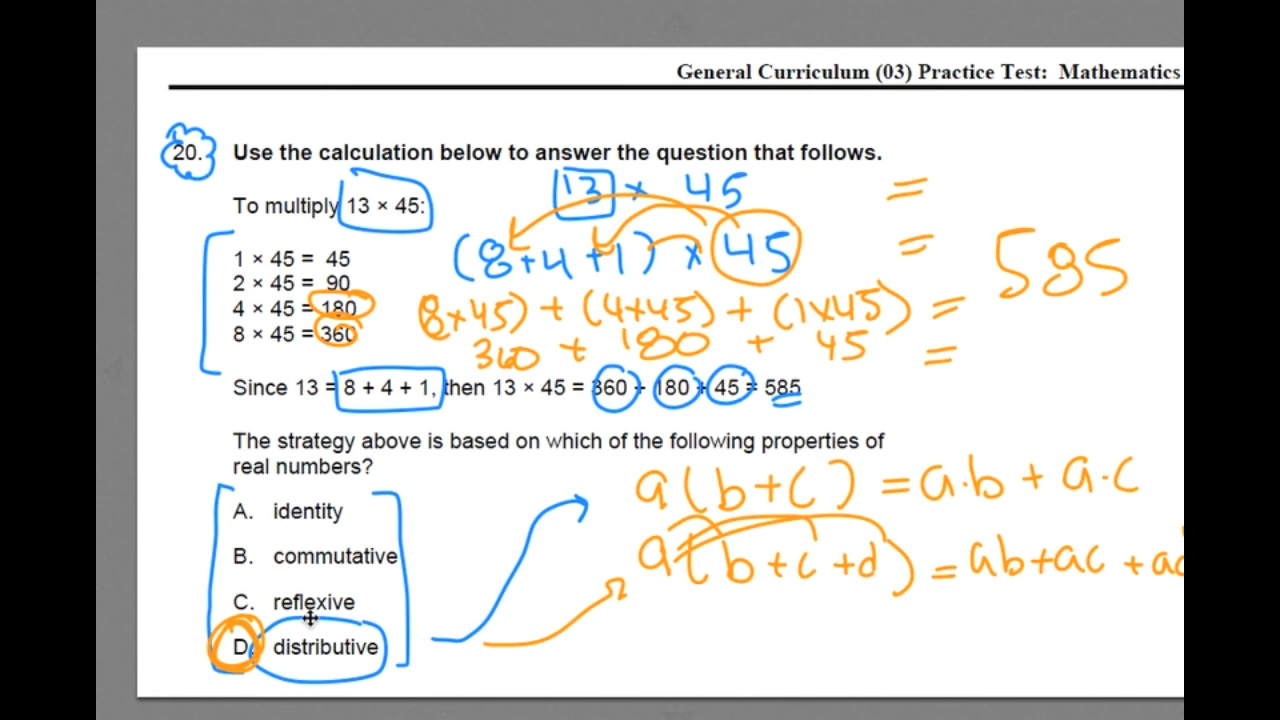 General Curriculum (03) Practice Test: Mathematics
20. Use the calculation below to answer the question that follows.
13 × 45 =
To multiply 13 × 45:
(8+4+1) × 45 = 585
1 × 45 = 45
2 × 45 = 90
4 × 45 = 180
8 × 45 = 360
(8×45) + (4×45) + (1×45) =
360 + 180 + 45 =
Since 13 = 8 + 4 + 1, then 13 × 45 = 360 + 180 + 45 = 585
The strategy above is based on which of the following properties of
real numbers?
a(b+c) = a·b + a·c
A. identity
B. commutative
a(b+c+d) = ab+ac+ad
C. reflexive
D. distributive